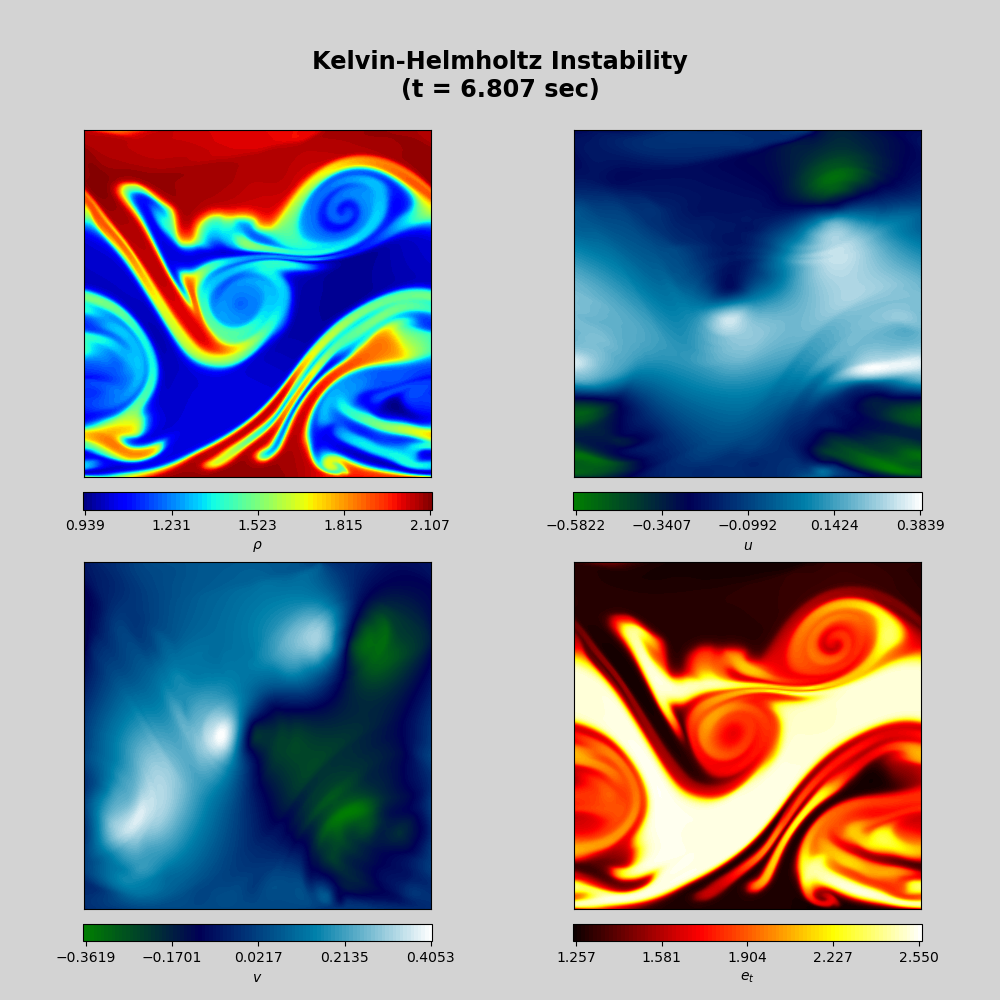 Kelvin-Helmholtz Instability
(t = 6.807 sec)
0.939 1.231 1.523 1.815 2.107
ρ
−0.5822 −0.3407 −0.0992 0.1424 0.3839
u
−0.3619 −0.1701 0.0217 0.2135 0.4053
v
1.257 1.581 1.904 2.227 2.550
e_t